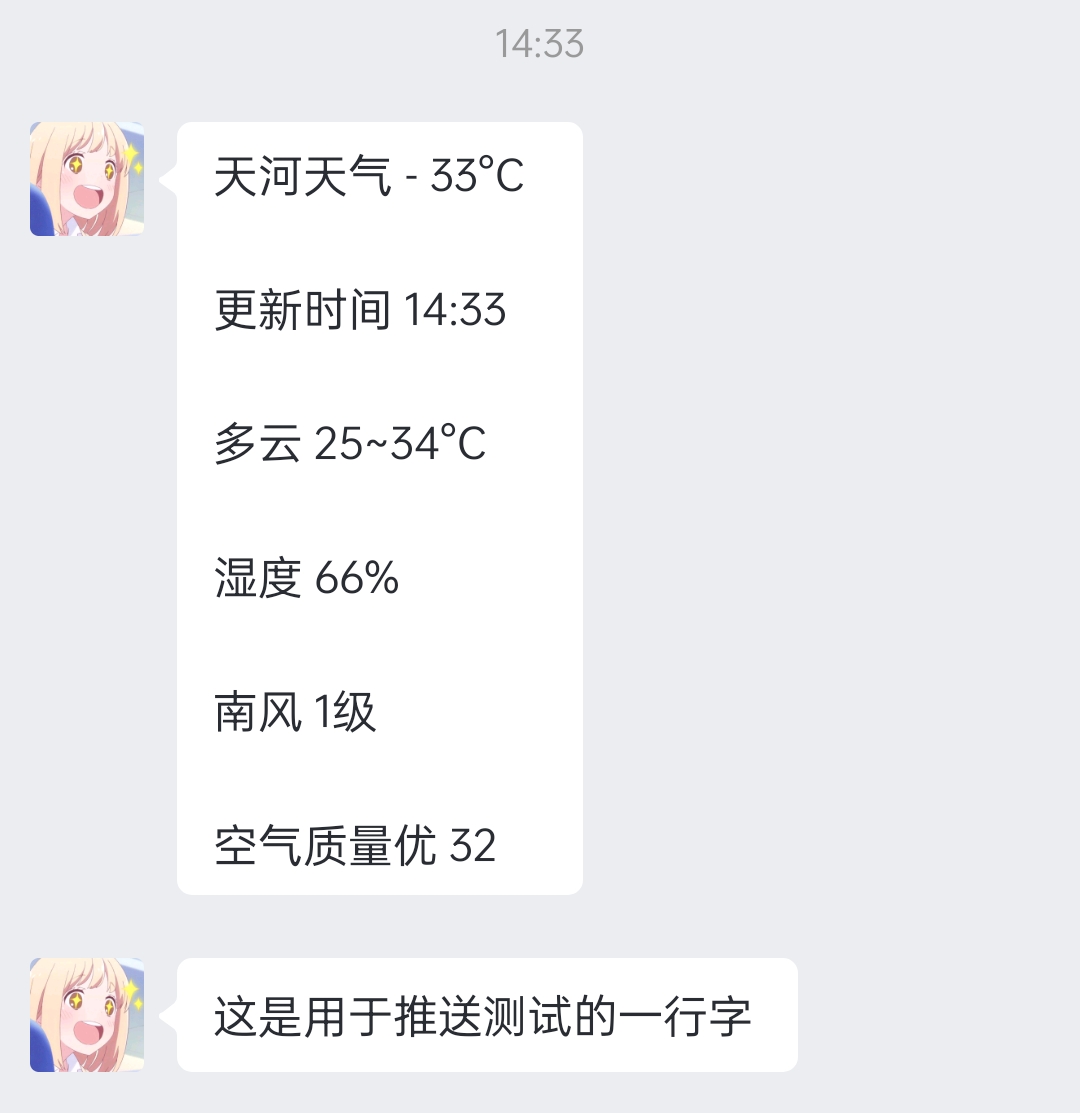 14:33
天河天气 - 33°C
更新时间 14:33
多云 25~34°C
湿度 66%
南风 1级
空气质量优 32
这是用于推送测试的一行字